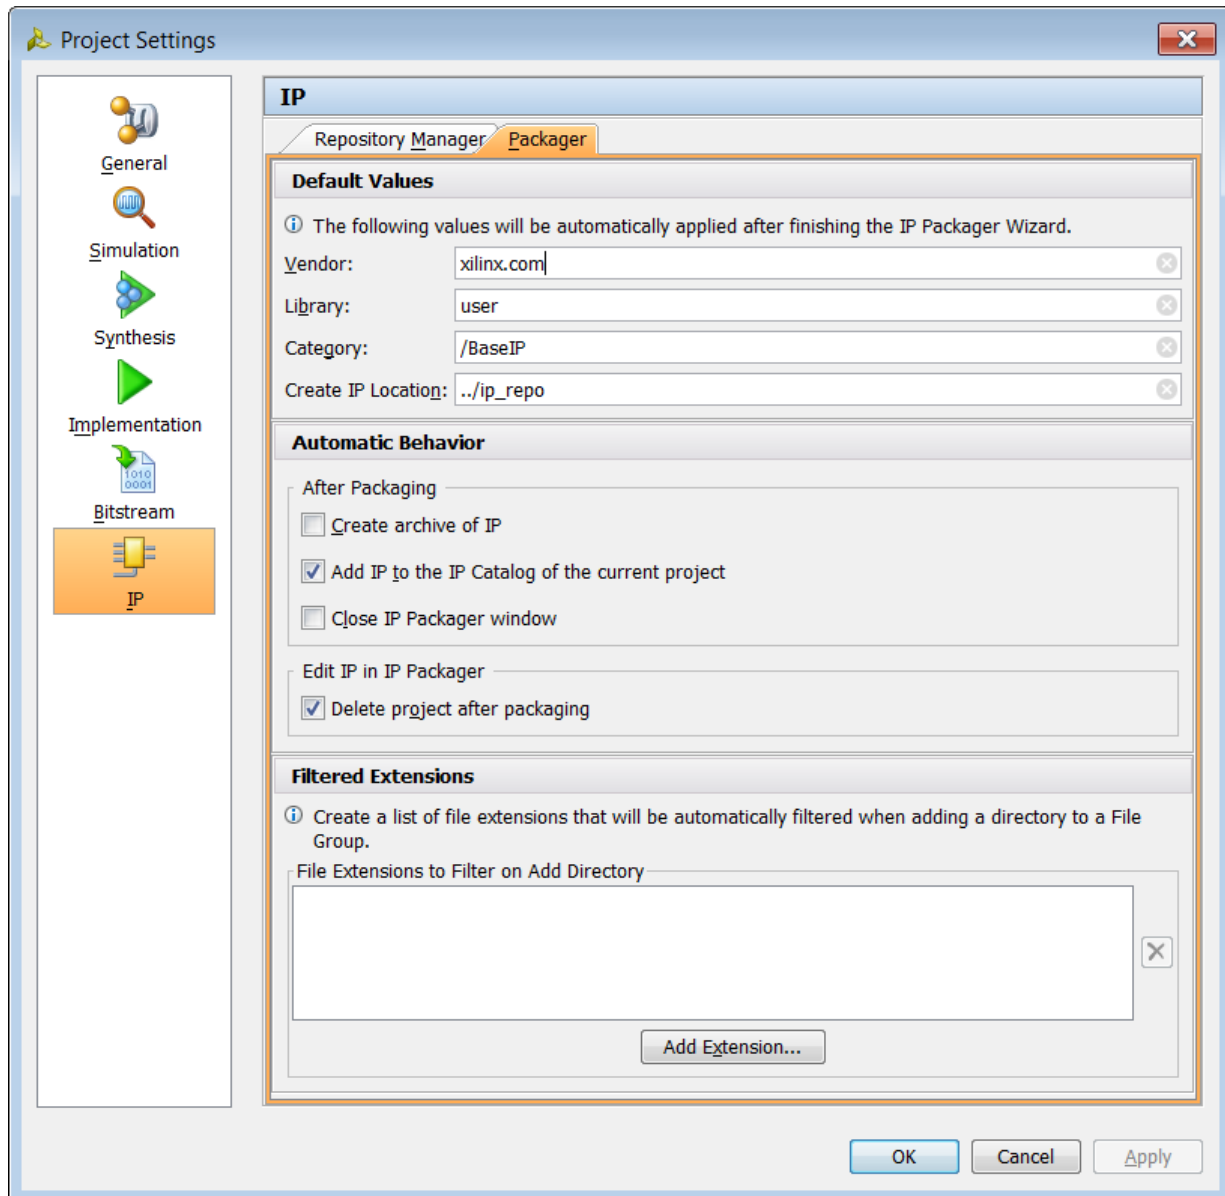 Project Settings
General
Simulation
Synthesis
Implementation
1010
0001
Bitstream
IP
IP
Repository Manager
Packager
Default Values
The following values will be automatically applied after finishing the IP Packager Wizard.
Vendor: xilinx.com
Library: user
Category: /BaseIP
Create IP Location: ../ip_repo
Automatic Behavior
After Packaging
Create archive of IP
Add IP to the IP Catalog of the current project
Close IP Packager window
Edit IP in IP Packager
Delete project after packaging
Filtered Extensions
Create a list of file extensions that will be automatically filtered when adding a directory to a File
Group.
File Extensions to Filter on Add Directory
Add Extension...
OK Cancel Apply